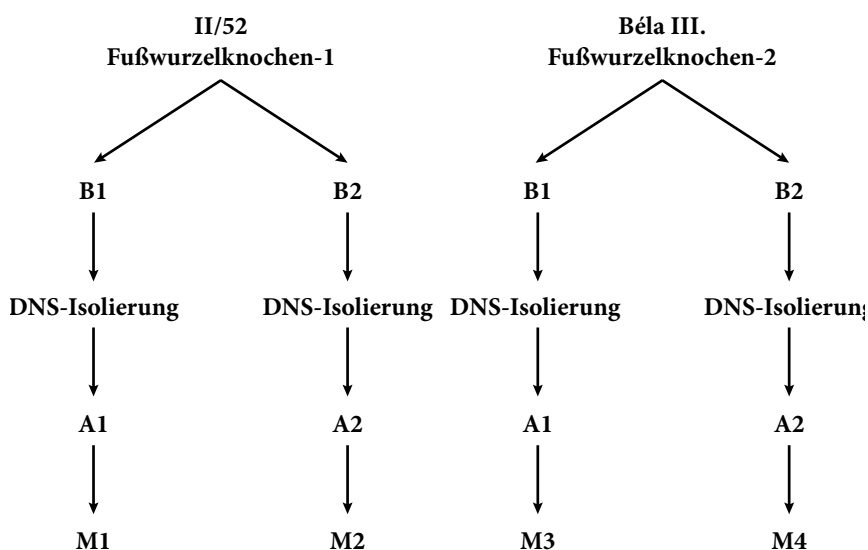 II/52
Fußwurzelknochen-1
Béla III.
Fußwurzelknochen-2
B1 B2 B1 B2
DNS-Isolierung DNS-Isolierung DNS-Isolierung DNS-Isolierung
A1 A2 A1 A2
M1 M2 M3 M4